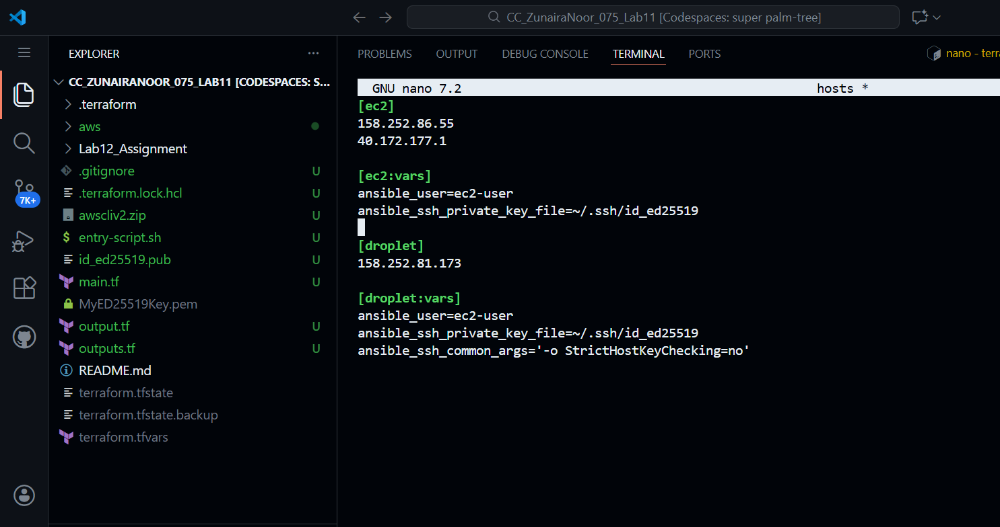 CC_ZunairaNoor_075_Lab11 [Codespaces: super palm-tree]
EXPLORER
CC_ZUNAIRANOOR_075_LAB11 [CODESPACES: S...
.terraform
aws
Lab12_Assignment
.gitignore U
.terraform.lock.hcl U
awscliv2.zip U
entry-script.sh U
id_ed25519.pub U
main.tf U
MyED25519Key.pem
output.tf U
outputs.tf U
README.md
terraform.tfstate
terraform.tfstate.backup
terraform.tfvars
7K+
PROBLEMS OUTPUT DEBUG CONSOLE TERMINAL PORTS
nano - terr
GNU nano 7.2 hosts *
[ec2]
158.252.86.55
40.172.177.1
[ec2:vars]
ansible_user=ec2-user
ansible_ssh_private_key_file=~/.ssh/id_ed25519
[droplet]
158.252.81.173
[droplet:vars]
ansible_user=ec2-user
ansible_ssh_private_key_file=~/.ssh/id_ed25519
ansible_ssh_common_args='-o StrictHostKeyChecking=no'